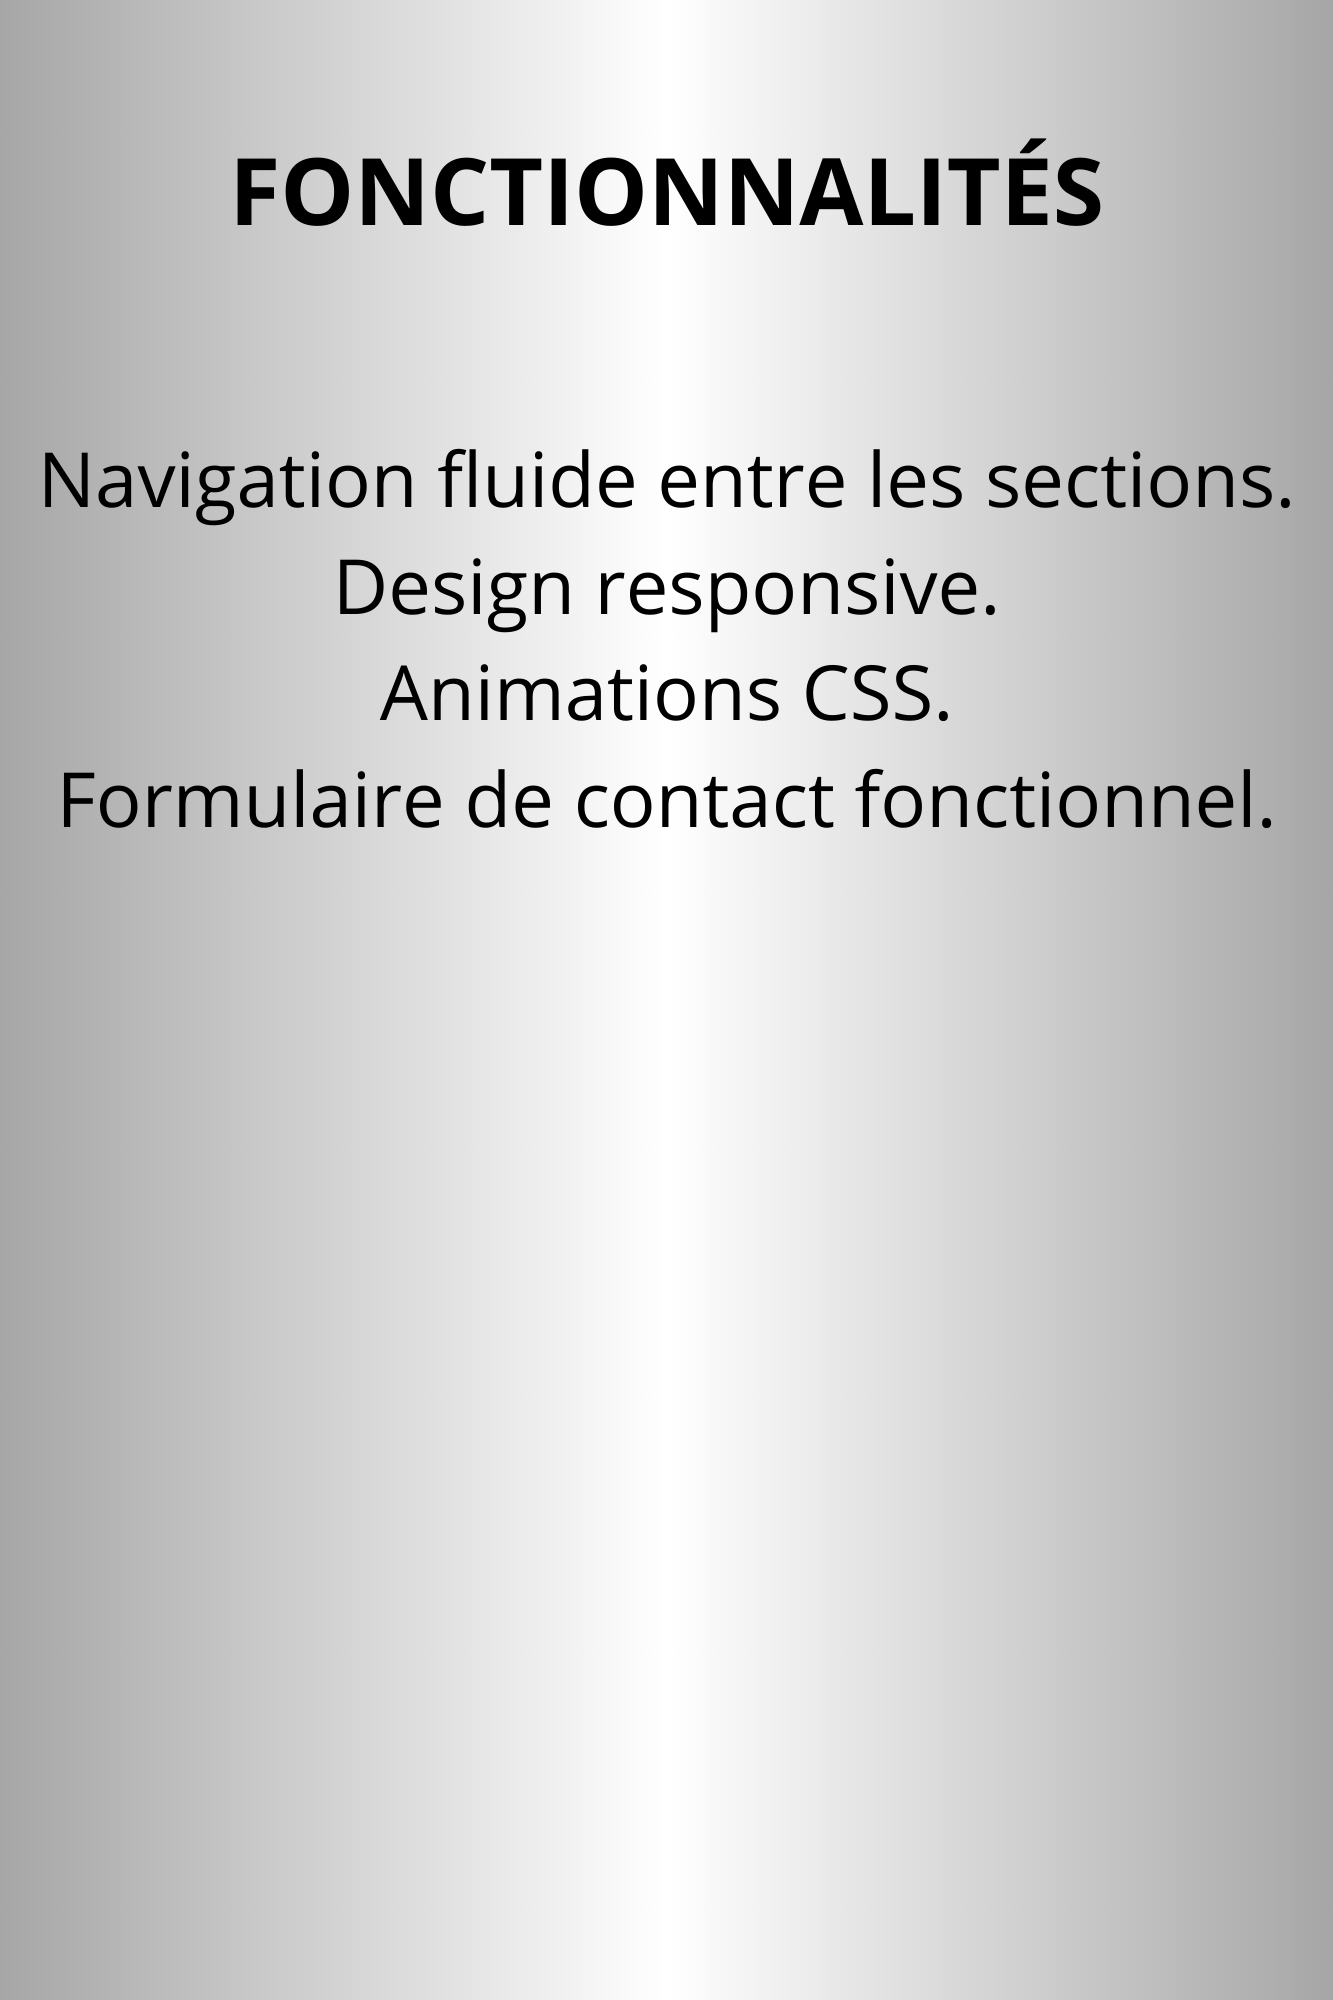 FONCTIONNALITÉS
Navigation fluide entre les sections.
Design responsive.
Animations CSS.
Formulaire de contact fonctionnel.